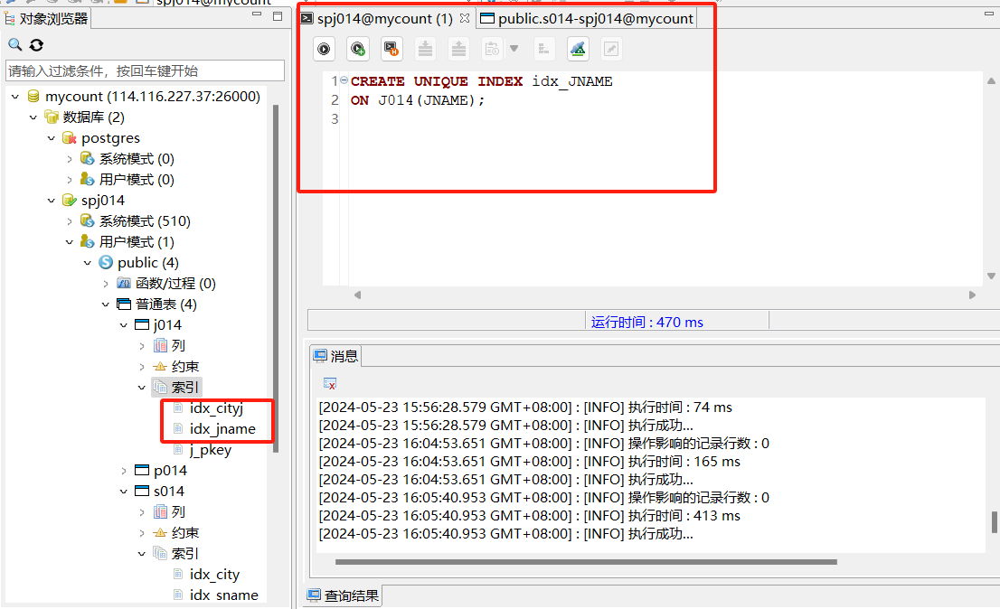 spj014@mycount
对象浏览器
请输入过滤条件，按回车键开始
mycount (114.116.227.37:26000)
数据库 (2)
postgres
系统模式 (0)
用户模式 (0)
spj014
系统模式 (510)
用户模式 (1)
public (4)
函数/过程 (0)
普通表 (4)
j014
列
约束
索引
idx_cityj
idx_jname
j_pkey
p014
s014
列
约束
索引
idx_city
idx_sname
spj014@mycount (1)
public.s014-spj014@mycount
1 CREATE UNIQUE INDEX idx_JNAME
2 ON J014(JNAME);
3
运行时间 : 470 ms
消息
[2024-05-23 15:56:28.579 GMT+08:00] : [INFO] 执行时间 : 74 ms
[2024-05-23 15:56:28.579 GMT+08:00] : [INFO] 执行成功...
[2024-05-23 16:04:53.651 GMT+08:00] : [INFO] 操作影响的记录行数 : 0
[2024-05-23 16:04:53.651 GMT+08:00] : [INFO] 执行时间 : 165 ms
[2024-05-23 16:04:53.651 GMT+08:00] : [INFO] 执行成功...
[2024-05-23 16:05:40.953 GMT+08:00] : [INFO] 操作影响的记录行数 : 0
[2024-05-23 16:05:40.953 GMT+08:00] : [INFO] 执行时间 : 413 ms
[2024-05-23 16:05:40.953 GMT+08:00] : [INFO] 执行成功...
查询结果